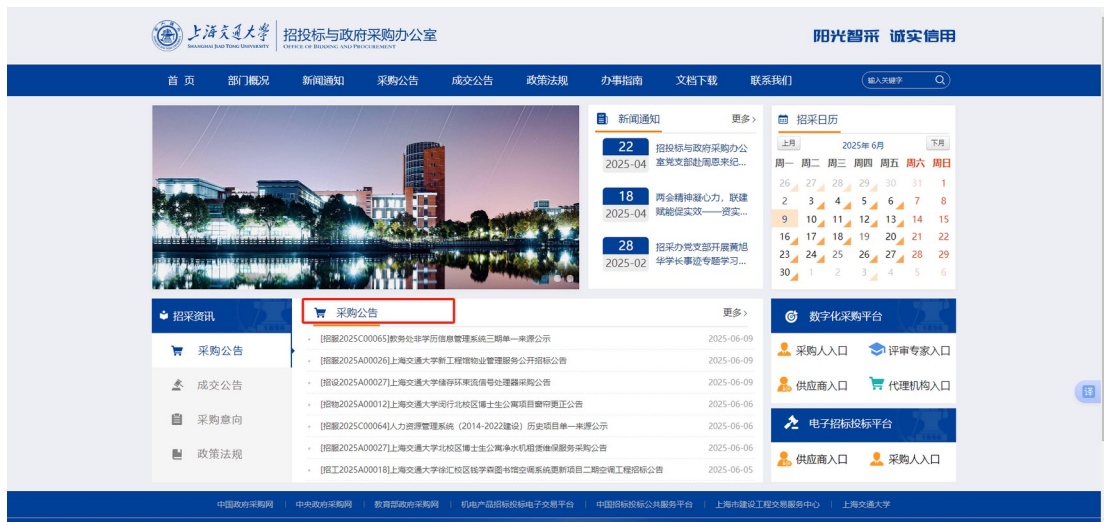 上海交通大学
SHANGHAI JIAO TONG UNIVERSITY
招投标与政府采购办公室
OFFICE OF BIDDING AND PROCUREMENT
阳光智采 诚实信用
首 页 部门概况 新闻通知 采购公告 成交公告 政策法规 办事指南 文档下载 联系我们 输入关键字
新闻通知 更多›
22
2025-04
招投标与政府采购办公
室党支部赴周恩来纪...
18
2025-04
两会精神凝心力，联建
赋能促实效——资实...
28
2025-02
招采办党支部开展黄旭
华学长事迹专题学习...
招采日历
上月 2025年 6月 下月
周一 周二 周三 周四 周五 周六 周日
26 27 28 29 30 31 1
2 3 4 5 6 7 8
9 10 11 12 13 14 15
16 17 18 19 20 21 22
23 24 25 26 27 28 29
30 1 2 3 4 5 6
招采资讯
采购公告
成交公告
采购意向
政策法规
采购公告 更多›
[招服2025C00065]教务处非学历信息管理系统三期单一来源公示 2025-06-09
[招服2025A00026]上海交通大学新工程馆物业管理服务公开招标公告 2025-06-09
[招设2025A00027]上海交通大学储存环束流信号处理器采购公告 2025-06-09
[招物2025A00012]上海交通大学闵行北校区博士生公寓项目窗帘更正公告 2025-06-06
[招服2025C00064]人力资源管理系统（2014-2022建设）历史项目单一来源公示 2025-06-06
[招服2025A00027]上海交通大学北校区博士生公寓净水机租赁维保服务采购公告 2025-06-06
[招工2025A00018]上海交通大学徐汇校区钱学森图书馆空调系统更新项目二期空调工程招标公告 2025-06-05
数字化采购平台
采购人入口 评审专家入口
供应商入口 代理机构入口
电子招标投标平台
供应商入口 采购人入口
中国政府采购网 | 中央政府采购网 | 教育部政府采购网 | 机电产品招标投标电子交易平台 | 中国招标投标公共服务平台 | 上海市建设工程交易服务中心 | 上海交通大学